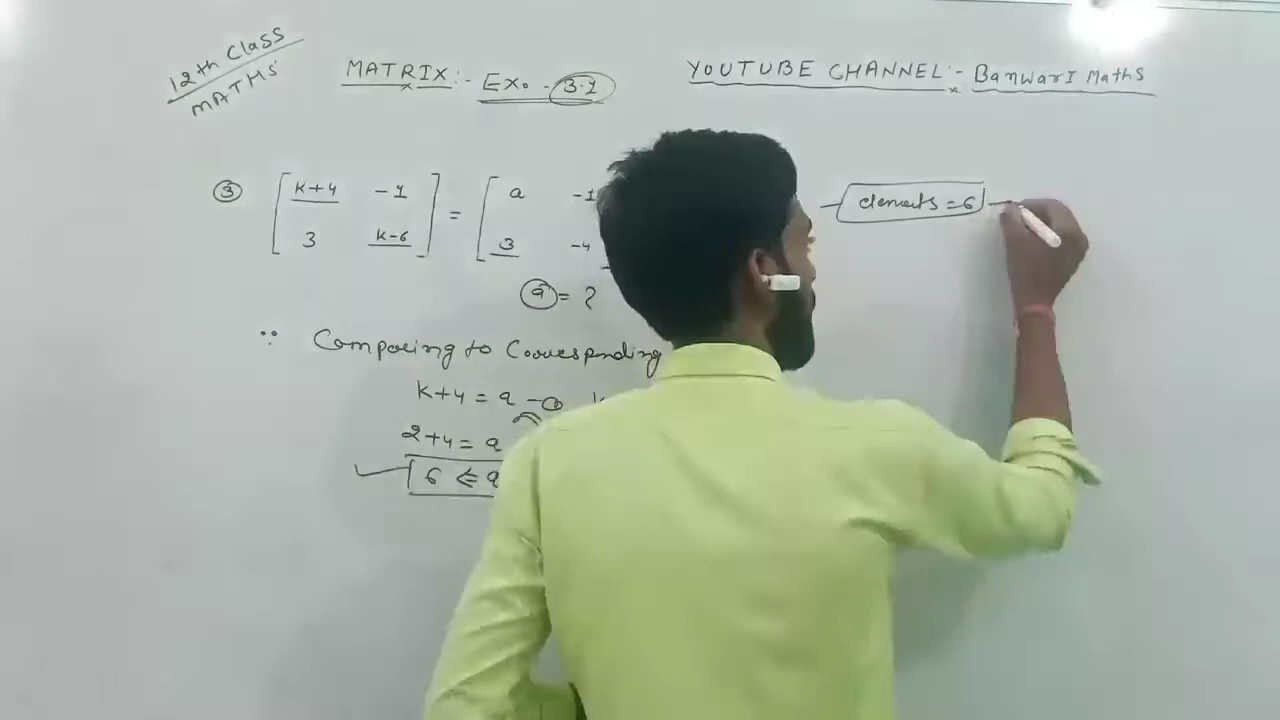 12th Class
MATHS
MATRIX:- Ex. - 3.1
YOUTUBE CHANNEL:- BanwarI Maths
③ [k+4 -1] = [a -1
3 k-6] 3 -4
elements = 6
a = ?
∵ Comparing to Corresponding
k+4 = a -①
2+4 = a
6 = a